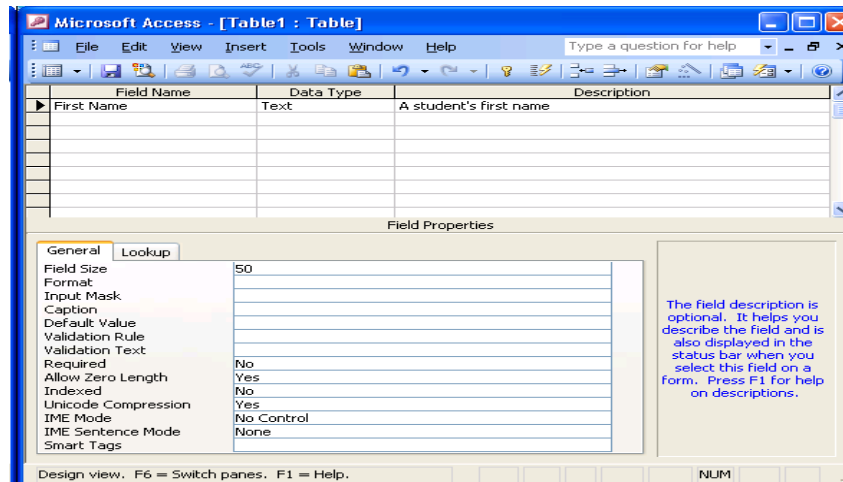 Microsoft Access - [Table1 : Table]
File Edit View Insert Tools Window Help Type a question for help
Field Name Data Type Description
First Name Text A student's first name
Field Properties
General Lookup
Field Size 50
Format
Input Mask
Caption
Default Value
Validation Rule
Validation Text
Required No
Allow Zero Length Yes
Indexed No
Unicode Compression Yes
IME Mode No Control
IME Sentence Mode None
Smart Tags
The field description is
optional. It helps you
describe the field and is
also displayed in the
status bar when you
select this field on a
form. Press F1 for help
on descriptions.
Design view. F6 = Switch panes. F1 = Help. NUM